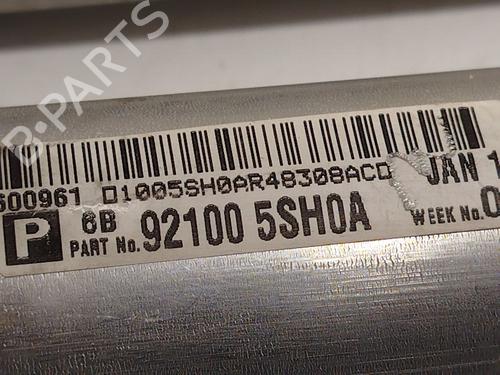 B-PARTS
600961 D1005SH0AR48308ACD JAN 1
P 6B
PART No. 92100 5SH0A WEEK No. 0